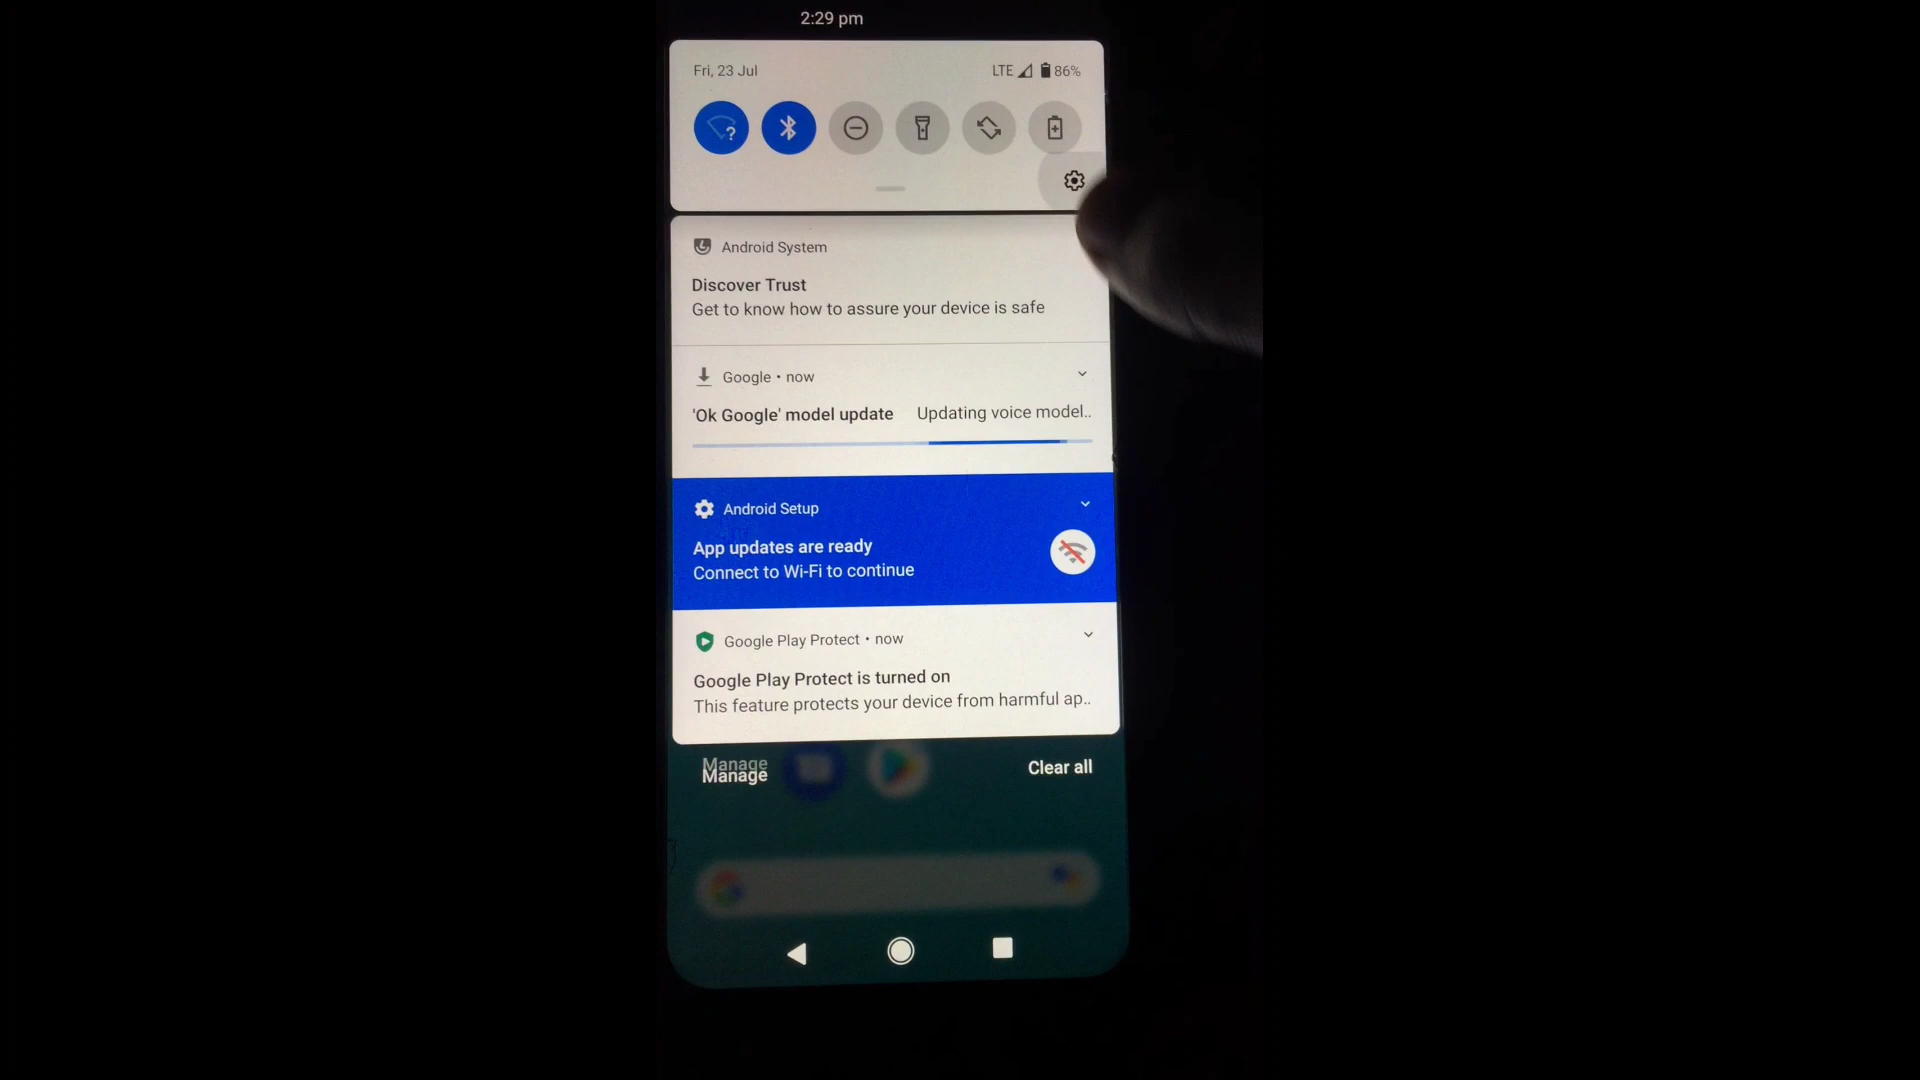 2:29 pm
Fri, 23 Jul
LTE 86%
Android System
Discover Trust
Get to know how to assure your device is safe
Google • now
'Ok Google' model update Updating voice model..
Android Setup
App updates are ready
Connect to Wi-Fi to continue
Google Play Protect • now
Google Play Protect is turned on
This feature protects your device from harmful ap..
Manage
Manage
Clear all